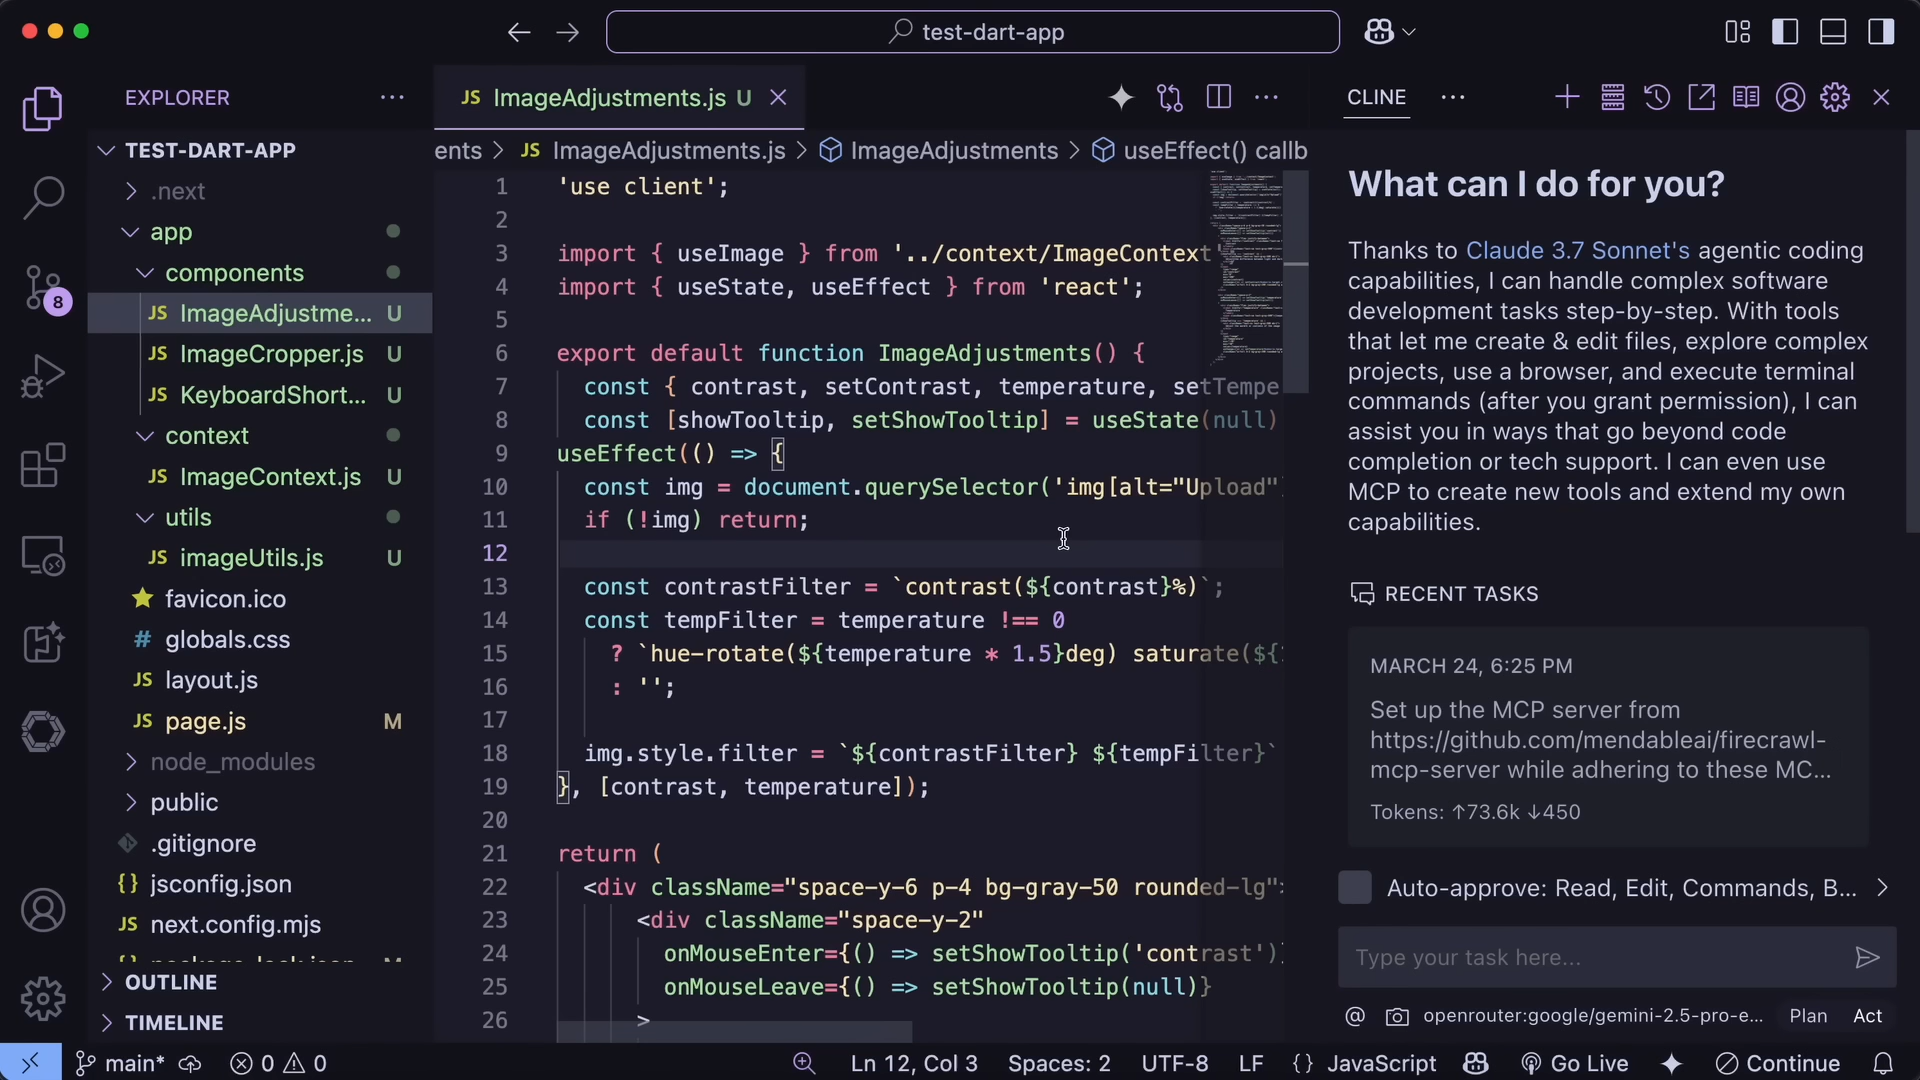 test-dart-app
EXPLORER
TEST-DART-APP
.next
app
components
JS ImageAdjustme... U
JS ImageCropper.js U
JS KeyboardShort... U
context
JS ImageContext.js U
utils
JS imageUtils.js U
favicon.ico
# globals.css
JS layout.js
JS page.js M
node_modules
public
.gitignore
{} jsconfig.json
JS next.config.mjs
OUTLINE
TIMELINE
8
JS ImageAdjustments.js U
ents > JS ImageAdjustments.js > ImageAdjustments > useEffect() callb
1 'use client';
2
3 import { useImage } from '../context/ImageContext
4 import { useState, useEffect } from 'react';
5
6 export default function ImageAdjustments() {
7 const { contrast, setContrast, temperature, setTempe
8 const [showTooltip, setShowTooltip] = useState(null)
9 useEffect(() => {
10 const img = document.querySelector('img[alt="Upload"]
11 if (!img) return;
12
13 const contrastFilter = `contrast(${contrast}%)`;
14 const tempFilter = temperature !== 0
15 ? `hue-rotate(${temperature * 1.5}deg) saturate(${
16 : '';
17
18 img.style.filter = `${contrastFilter} ${tempFilter}`
19 }, [contrast, temperature]);
20
21 return (
22 <div className="space-y-6 p-4 bg-gray-50 rounded-lg">
23 <div className="space-y-2"
24 onMouseEnter={() => setShowTooltip('contrast')}
25 onMouseLeave={() => setShowTooltip(null)}
26 >
CLINE
What can I do for you?
Thanks to Claude 3.7 Sonnet's agentic coding
capabilities, I can handle complex software
development tasks step-by-step. With tools
that let me create & edit files, explore complex
projects, use a browser, and execute terminal
commands (after you grant permission), I can
assist you in ways that go beyond code
completion or tech support. I can even use
MCP to create new tools and extend my own
capabilities.
RECENT TASKS
MARCH 24, 6:25 PM
Set up the MCP server from
https://github.com/mendableai/firecrawl-
mcp-server while adhering to these MC...
Tokens: ↑73.6k ↓450
Auto-approve: Read, Edit, Commands, B...
Type your task here...
@ openrouter:google/gemini-2.5-pro-e... Plan Act
main* 0 0 Ln 12, Col 3 Spaces: 2 UTF-8 LF {} JavaScript Go Live Continue